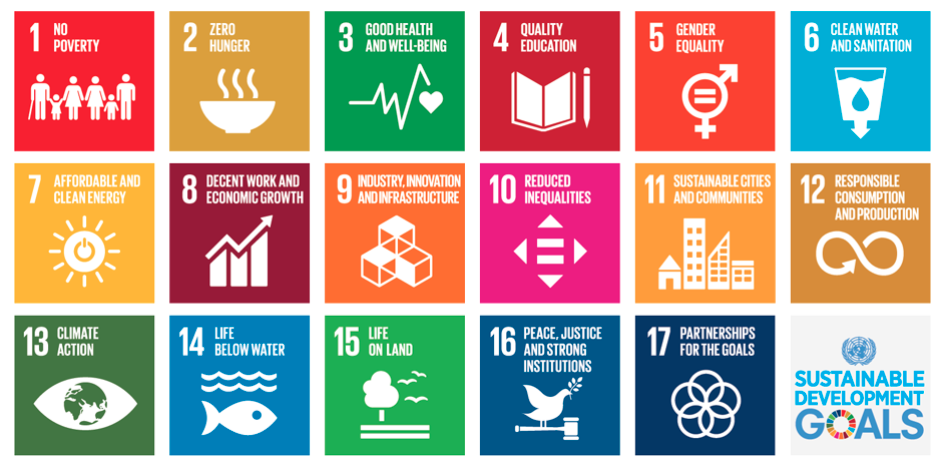 1 NO
POVERTY
2 ZERO
HUNGER
3 GOOD HEALTH
AND WELL-BEING
4 QUALITY
EDUCATION
5 GENDER
EQUALITY
6 CLEAN WATER
AND SANITATION
7 AFFORDABLE AND
CLEAN ENERGY
8 DECENT WORK AND
ECONOMIC GROWTH
9 INDUSTRY, INNOVATION
AND INFRASTRUCTURE
10 REDUCED
INEQUALITIES
11 SUSTAINABLE CITIES
AND COMMUNITIES
12 RESPONSIBLE
CONSUMPTION
AND PRODUCTION
13 CLIMATE
ACTION
14 LIFE
BELOW WATER
15 LIFE
ON LAND
16 PEACE, JUSTICE
AND STRONG
INSTITUTIONS
17 PARTNERSHIPS
FOR THE GOALS
SUSTAINABLE
DEVELOPMENT
GOALS